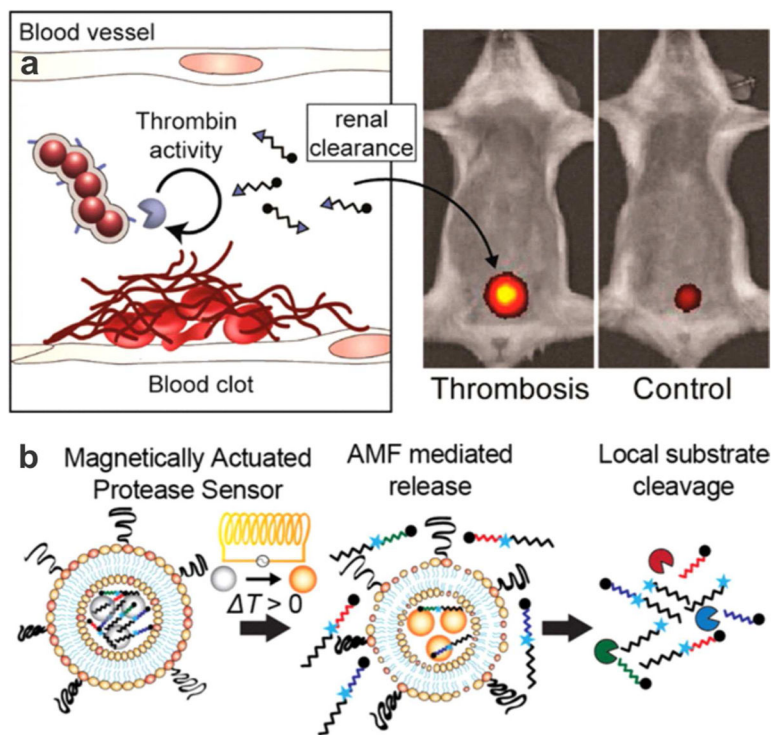 Blood vessel
a
Thrombin
activity
renal
clearance
Blood clot
Thrombosis
Control
b
Magnetically Actuated
Protease Sensor
ΔT > 0
AMF mediated
release
Local substrate
cleavage